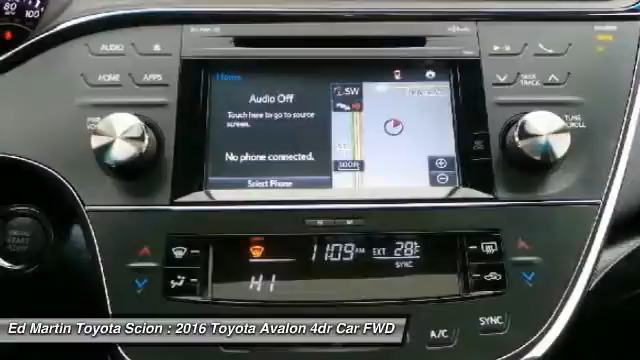 80
100
AUDIO
HOME APPS
Home
Audio Off
Touch here to go to source
screen.
No phone connected.
Select Phone
SW
SEEK
TRACK
TUNE
SCROLL
11:09 EXT 28°F
SYNC
HI
A/C SYNC
Ed Martin Toyota Scion : 2016 Toyota Avalon 4dr Car FWD